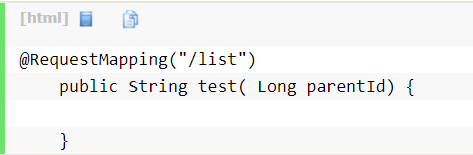 [html]
@RequestMapping("/list")
public String test( Long parentId) {
}